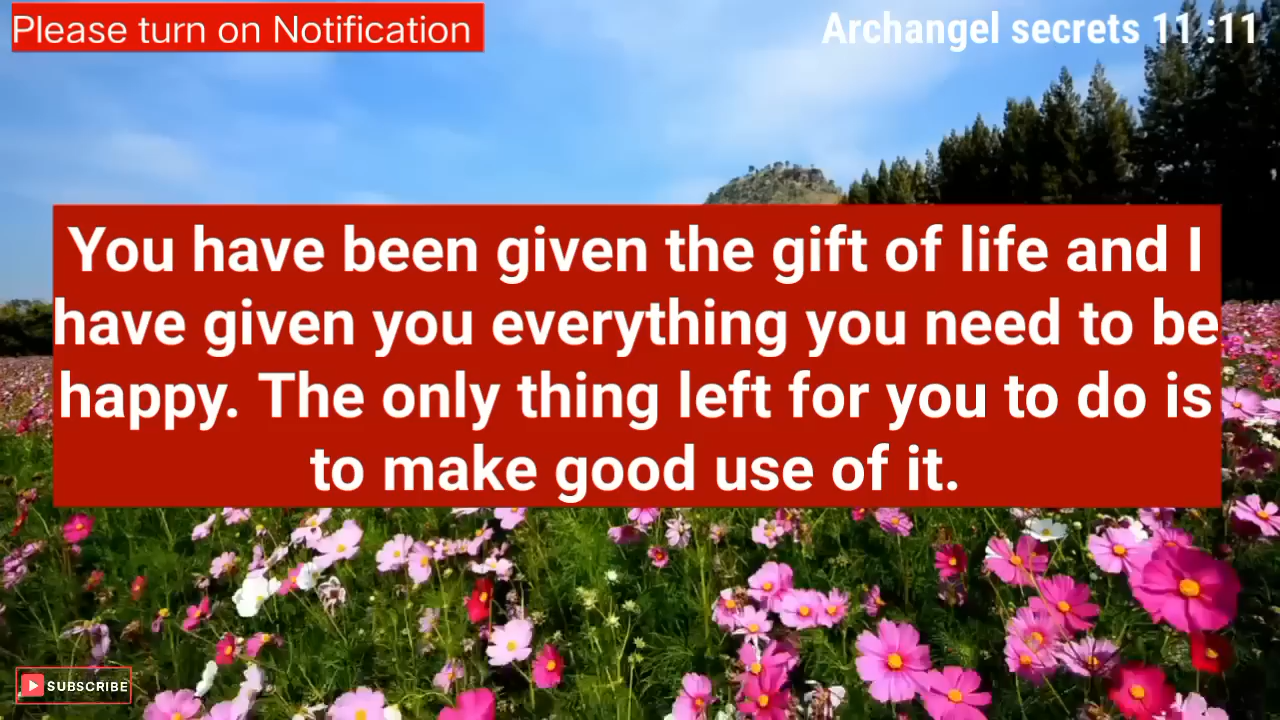 Please turn on Notification
Archangel secrets 11 :11
You have been given the gift of life and I
have given you everything you need to be
happy. The only thing left for you to do is
to make good use of it.
SUBSCRIBE